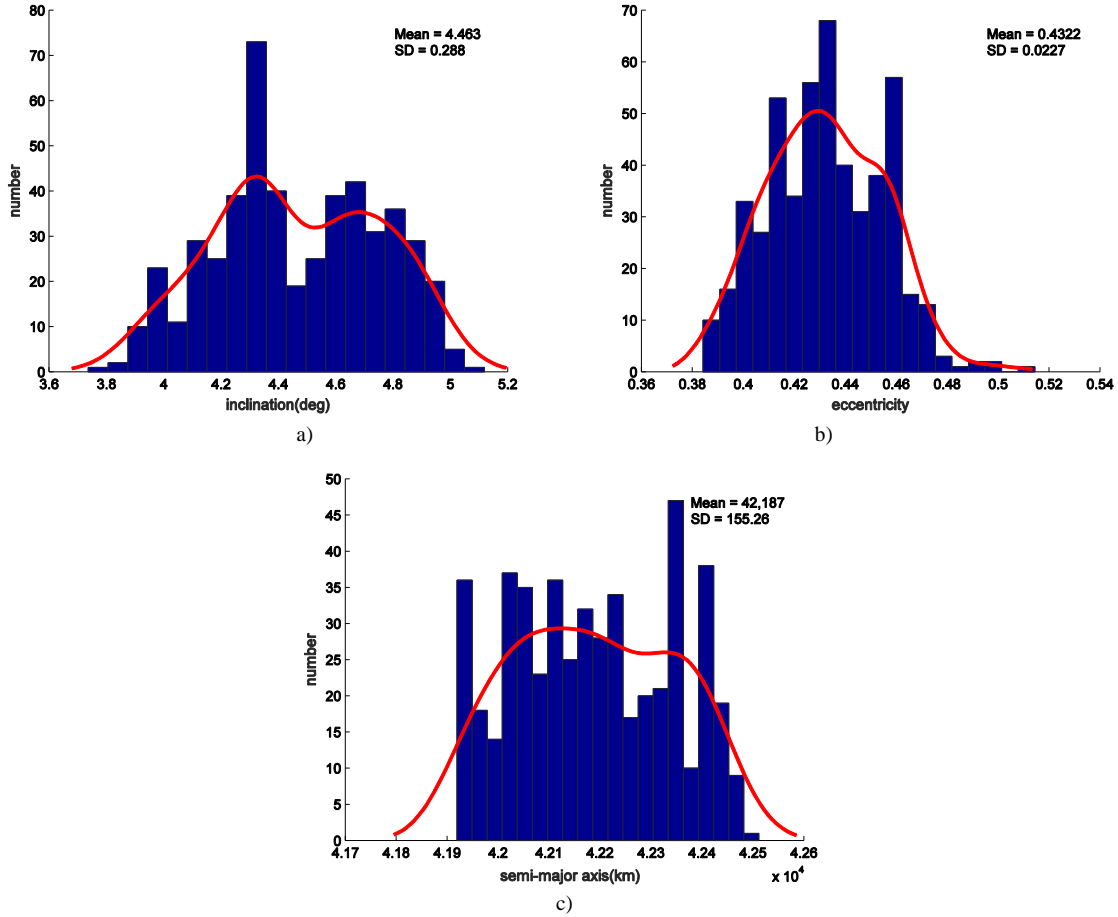 80
70
60
50
40
30
20
10
0
number
Mean = 4.463
SD = 0.288
3.6 4 4.2 4.4 4.6 4.8 5 5.2
inclination(deg)
a)
70
60
50
40
30
20
10
0
number
Mean = 0.4322
SD = 0.0227
0.36 0.38 0.4 0.42 0.44 0.46 0.48 0.5 0.52 0.54
eccentricity
b)
50
45
40
35
30
25
20
15
10
5
0
number
Mean = 42,187
SD = 155.26
4.17 4.18 4.19 4.2 4.21 4.22 4.23 4.24 4.25 4.26
semi-major axis(km)
x 10⁴
c)